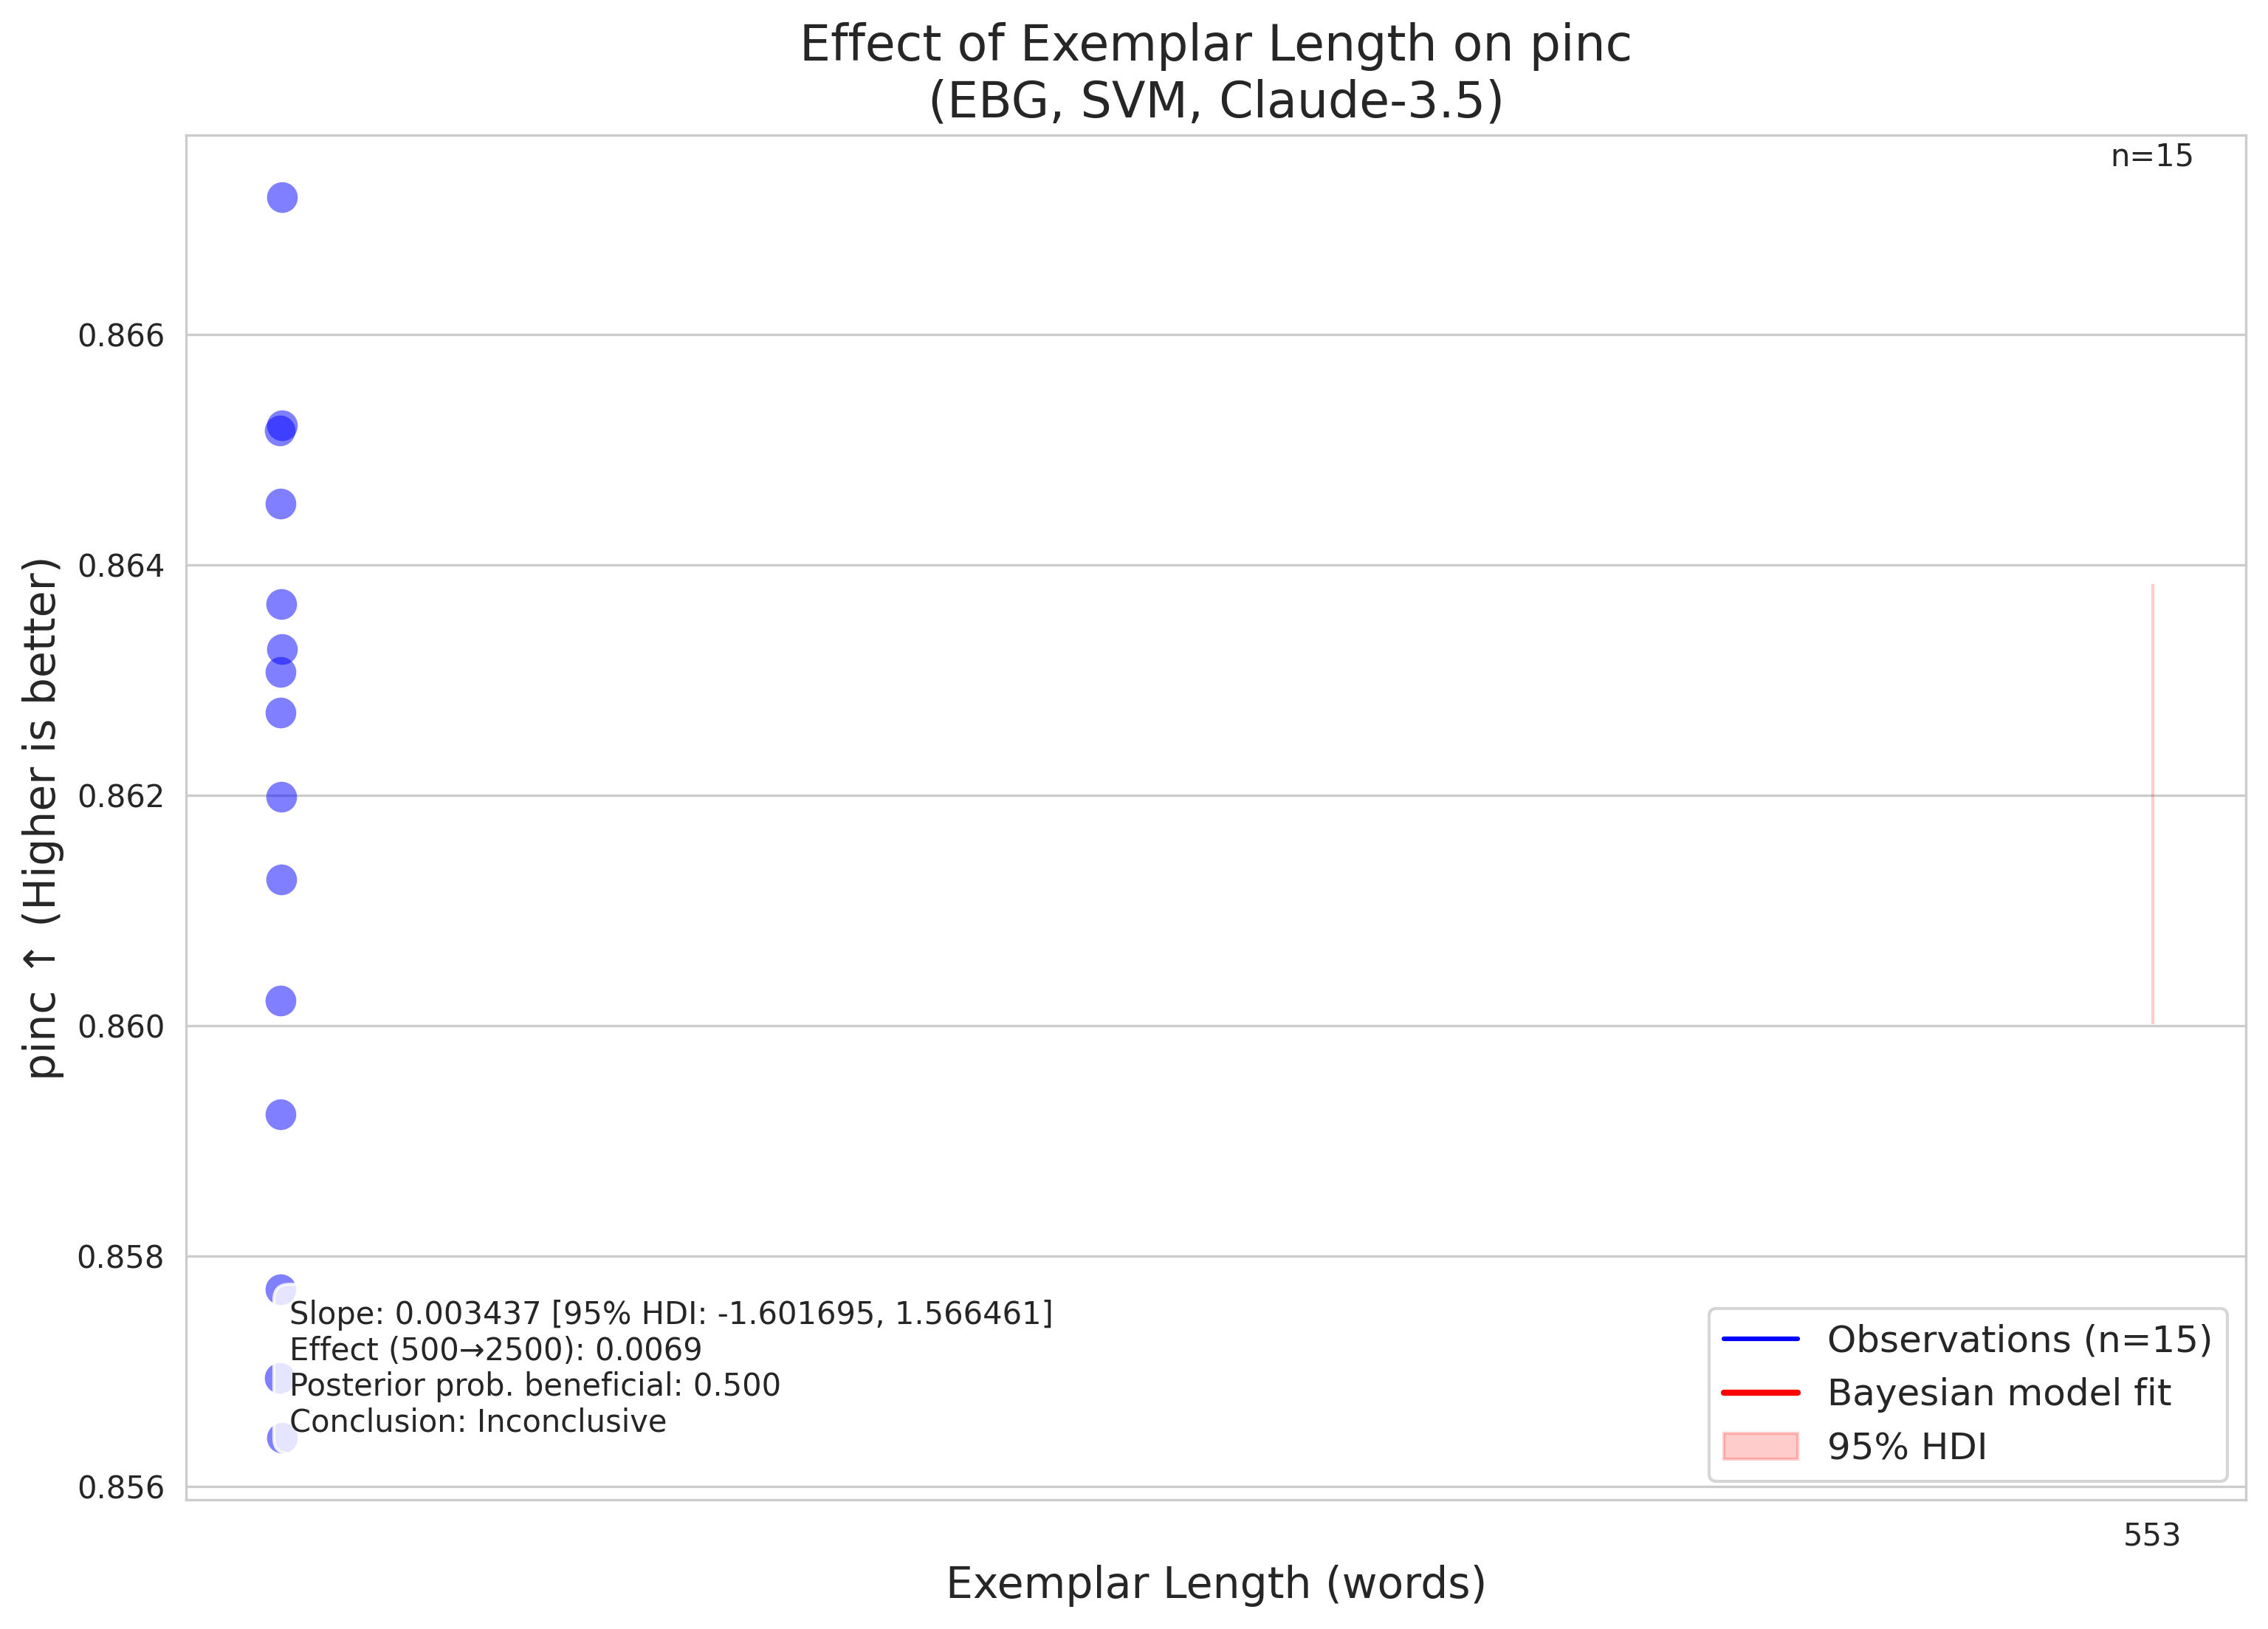 Effect of Exemplar Length on pinc
(EBG, SVM, Claude-3.5)
n=15
pinc ↑ (Higher is better)
0.866
0.864
0.862
0.860
0.858
0.856
Slope: 0.003437 [95% HDI: -1.601695, 1.566461]
Effect (500→2500): 0.0069
Posterior prob. beneficial: 0.500
Conclusion: Inconclusive
Observations (n=15)
Bayesian model fit
95% HDI
553
Exemplar Length (words)